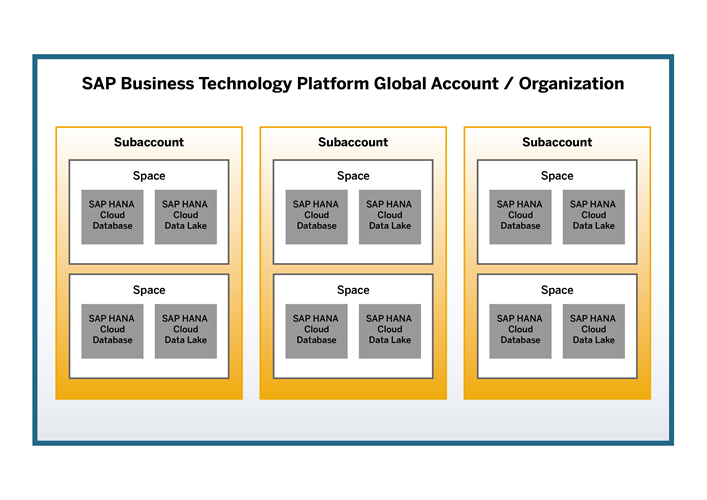 SAP Business Technology Platform Global Account / Organization
Subaccount
Space
SAP HANA
Cloud
Database
SAP HANA
Cloud
Data Lake
Space
SAP HANA
Cloud
Database
SAP HANA
Cloud
Data Lake
Subaccount
Space
SAP HANA
Cloud
Database
SAP HANA
Cloud
Data Lake
Space
SAP HANA
Cloud
Database
SAP HANA
Cloud
Data Lake
Subaccount
Space
SAP HANA
Cloud
Database
SAP HANA
Cloud
Data Lake
Space
SAP HANA
Cloud
Database
SAP HANA
Cloud
Data Lake